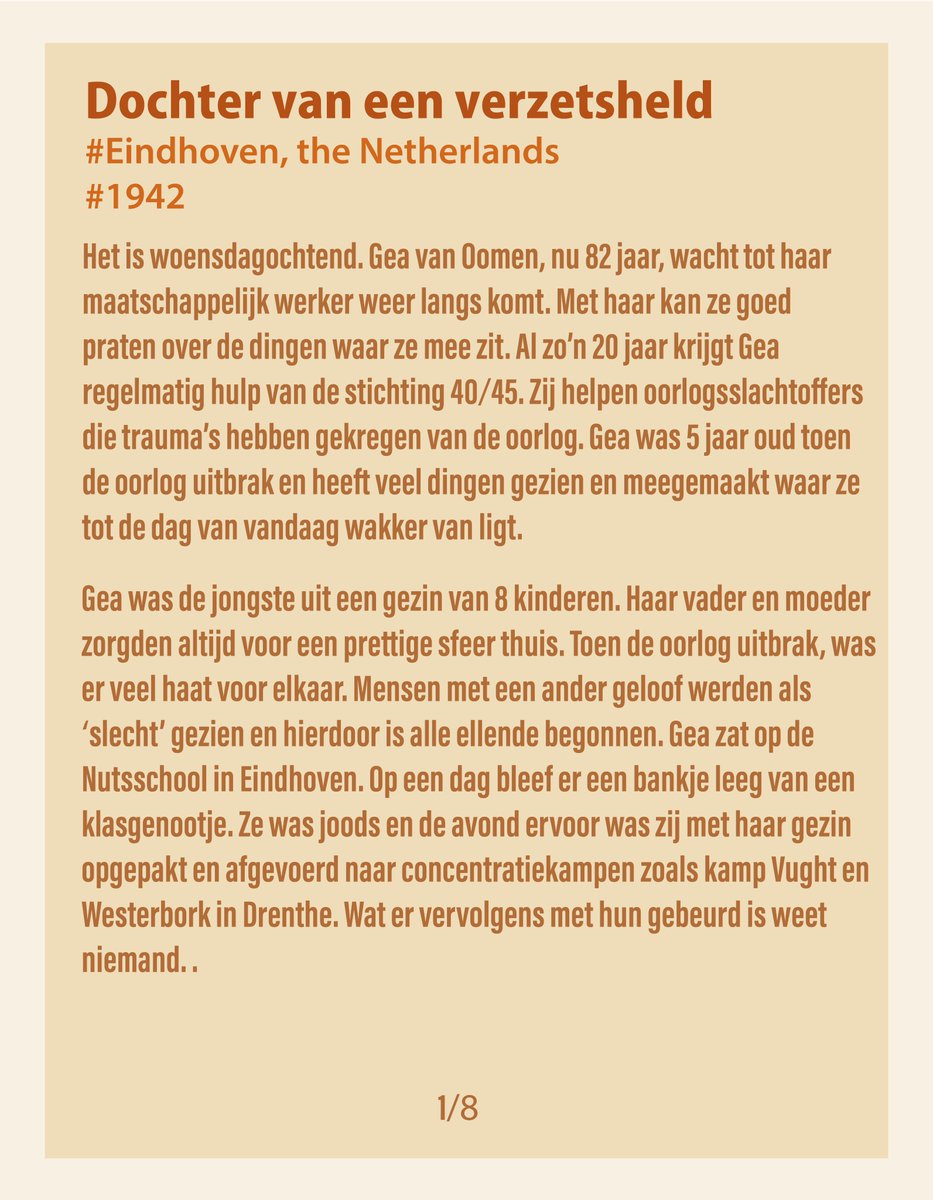 Dochter van een verzetsheld
#Eindhoven, the Netherlands
#1942
Het is woensdagochtend. Gea van Oomen, nu 82 jaar, wacht tot haar
maatschappelijk werker weer langs komt. Met haar kan ze goed
praten over de dingen waar ze mee zit. Al zo’n 20 jaar krijgt Gea
regelmatig hulp van de stichting 40/45. Zij helpen oorlogsslachtoffers
die trauma’s hebben gekregen van de oorlog. Gea was 5 jaar oud toen
de oorlog uitbrak en heeft veel dingen gezien en meegemaakt waar ze
tot de dag van vandaag wakker van ligt.
Gea was de jongste uit een gezin van 8 kinderen. Haar vader en moeder
zorgden altijd voor een prettige sfeer thuis. Toen de oorlog uitbrak, was
er veel haat voor elkaar. Mensen met een ander geloof werden als
‘slecht’ gezien en hierdoor is alle ellende begonnen. Gea zat op de
Nutsschool in Eindhoven. Op een dag bleef er een bankje leeg van een
klasgenootje. Ze was joods en de avond ervoor was zij met haar gezin
opgepakt en afgevoerd naar concentratiekampen zoals kamp Vught en
Westerbork in Drenthe. Wat er vervolgens met hun gebeurd is weet
niemand. .
1/8